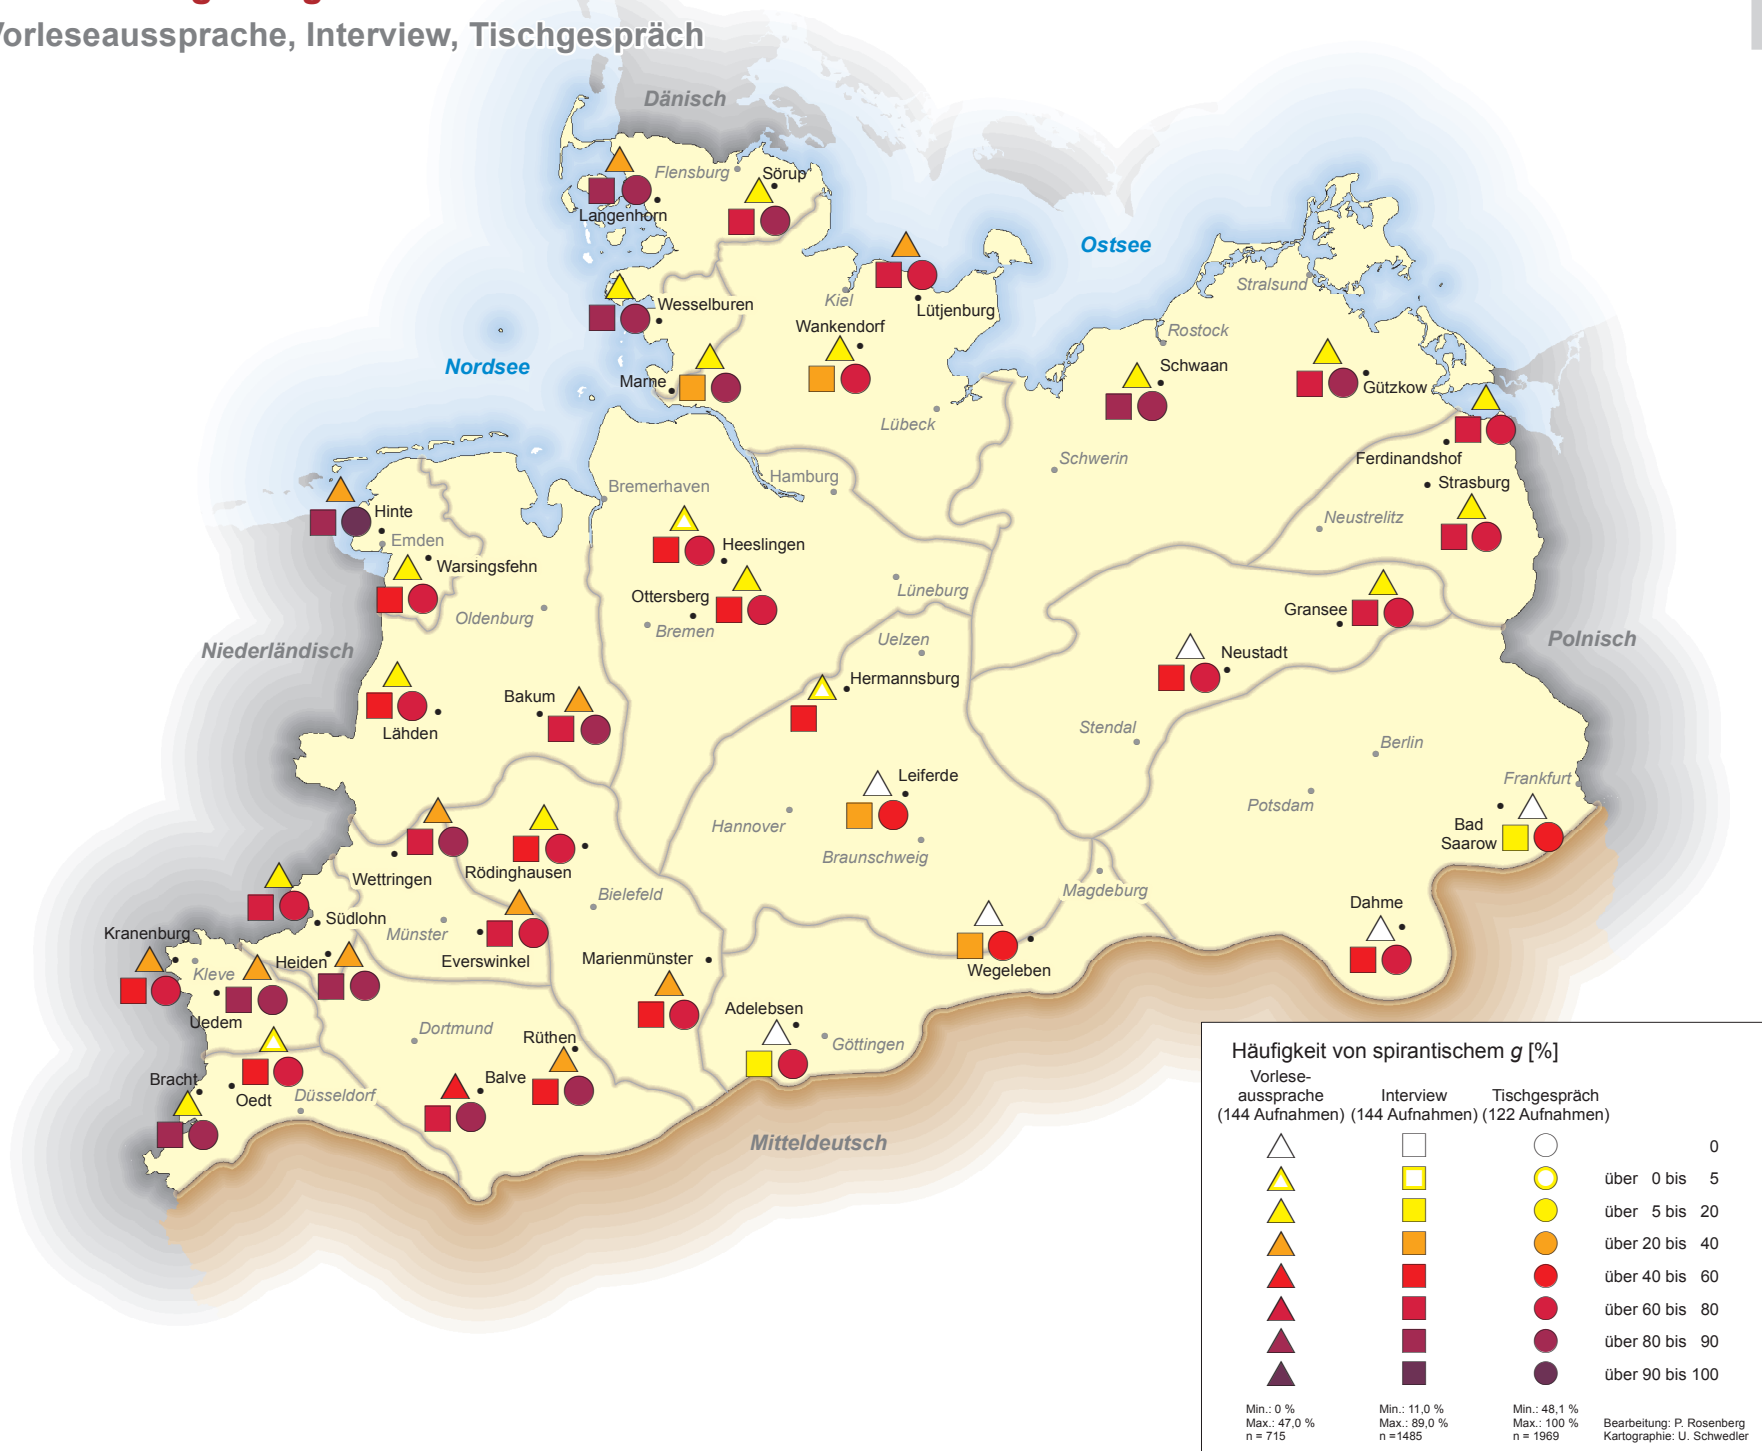 Vorleseaussprache, Interview, Tischgespräch
Dänisch
Flensburg
Sörup
Langenhorn
Ostsee
Wesselburen
Kiel
Lütjenburg
Stralsund
Wankendorf
Rostock
Nordsee
Schwaan
Marne
Gützkow
Lübeck
Schwerin
Ferdinandshof
Hamburg
Bremerhaven
Strasburg
Hinte
Neustrelitz
Emden
Heeslingen
Warsingsfehn
Lüneburg
Ottersberg
Oldenburg
Bremen
Gransee
Uelzen
Niederländisch
Neustadt
Polnisch
Hermannsburg
Bakum
Stendal
Lähden
Berlin
Leiferde
Frankfurt
Potsdam
Hannover
Bad
Saarow
Braunschweig
Rödinghausen
Wettringen
Magdeburg
Bielefeld
Dahme
Südlohn
Kranenburg
Münster
Everswinkel
Heiden
Marienmünster
Kleve
Wegeleben
Uedem
Adelebsen
Dortmund
Rüthen
Göttingen
Bracht
Balve
Oedt
Düsseldorf
Mitteldeutsch
Häufigkeit von spirantischem g [%]
Vorlese-
aussprache Interview Tischgespräch
(144 Aufnahmen) (144 Aufnahmen) (122 Aufnahmen)
0
über 0 bis 5
über 5 bis 20
über 20 bis 40
über 40 bis 60
über 60 bis 80
über 80 bis 90
über 90 bis 100
Min.: 0 % Min.: 11,0 % Min.: 48,1 %
Max.: 47,0 % Max.: 89,0 % Max.: 100 % Bearbeitung: P. Rosenberg
n = 715 n =1485 n = 1969 Kartographie: U. Schwedler